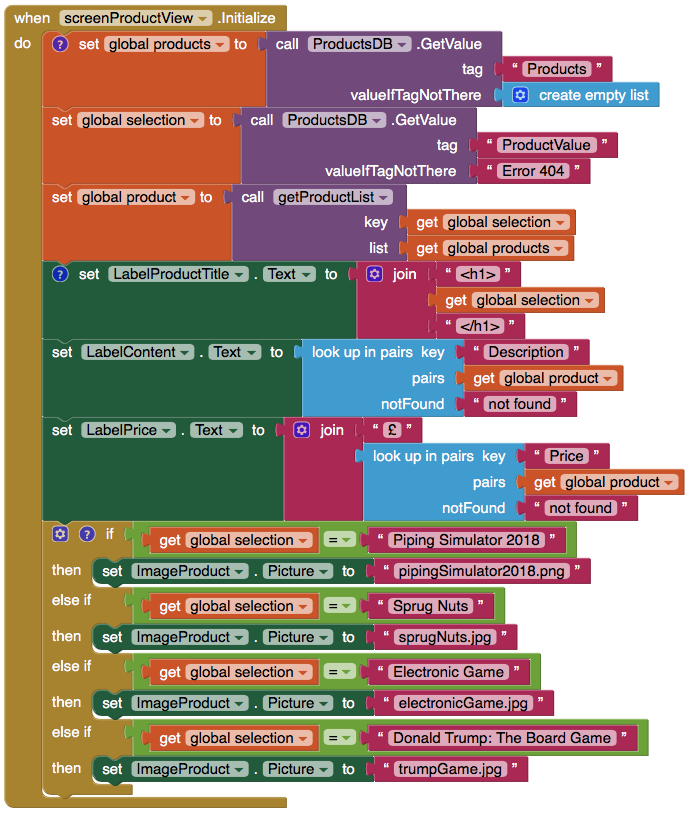 when screenProductView .Initialize
do ? set global products to call ProductsDB .GetValue
tag “ Products ”
valueIfTagNotThere create empty list
set global selection to call ProductsDB .GetValue
tag “ ProductValue ”
valueIfTagNotThere “ Error 404 ”
set global product to call getProductList
key get global selection
list get global products
? set LabelProductTitle . Text to join “ <h1> ”
get global selection
“ </h1> ”
set LabelContent . Text to look up in pairs key “ Description ”
pairs get global product
notFound “ not found ”
set LabelPrice . Text to join “ £ ”
look up in pairs key “ Price ”
pairs get global product
notFound “ not found ”
? if get global selection = “ Piping Simulator 2018 ”
then set ImageProduct . Picture to “ pipingSimulator2018.png ”
else if get global selection = “ Sprug Nuts ”
then set ImageProduct . Picture to “ sprugNuts.jpg ”
else if get global selection = “ Electronic Game ”
then set ImageProduct . Picture to “ electronicGame.jpg ”
else if get global selection = “ Donald Trump: The Board Game ”
then set ImageProduct . Picture to “ trumpGame.jpg ”